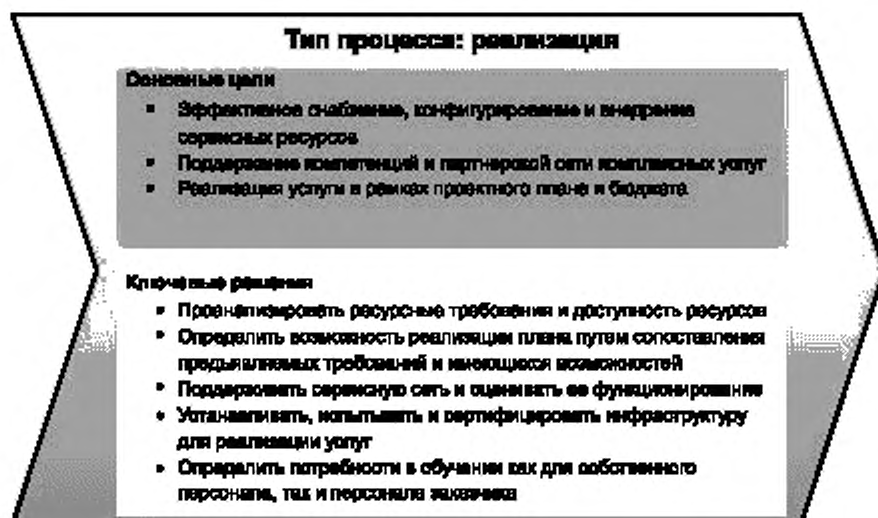 Тип процесса: реализация
Основные цели
▪ Эффективное снабжение, конфигурирование и внедрение
сервисных ресурсов
▪ Поддержание компетенций и партнерской сети комплексных услуг
▪ Реализация услуги в рамках проектного плана и бюджета
Ключевые решения
• Проанализировать ресурсные требования и доступность ресурсов
• Определить возможность реализации плана путем сопоставления
предъявляемых требований и имеющихся возможностей
• Поддерживать сервисную сеть и оценивать ее функционирование
• Устанавливать, испытывать и сертифицировать инфраструктуру
для реализации услуг
• Определить потребности в обучении как для собственного
персонала, так и персонала заказчика